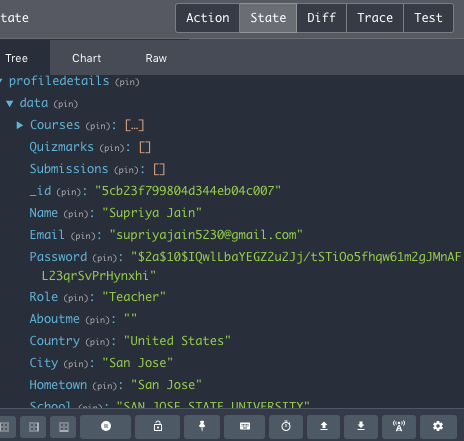 tate
Action State Diff Trace Test
Tree Chart Raw
profiledetails (pin)
data (pin)
Courses (pin): […]
Quizmarks (pin): []
Submissions (pin): []
_id (pin): "5cb23f799804d344eb04c007"
Name (pin): "Supriya Jain"
Email (pin): "supriyajain5230@gmail.com"
Password (pin): "$2a$10$IQwlLbaYEGZ2uZJj/tSTiOo5fhqw61m2gJMnAF
L23qrSvPrHynxhi"
Role (pin): "Teacher"
Aboutme (pin): ""
Country (pin): "United States"
City (pin): "San Jose"
Hometown (pin): "San Jose"
School (pin): "SAN JOSE STATE UNIVERSITY"